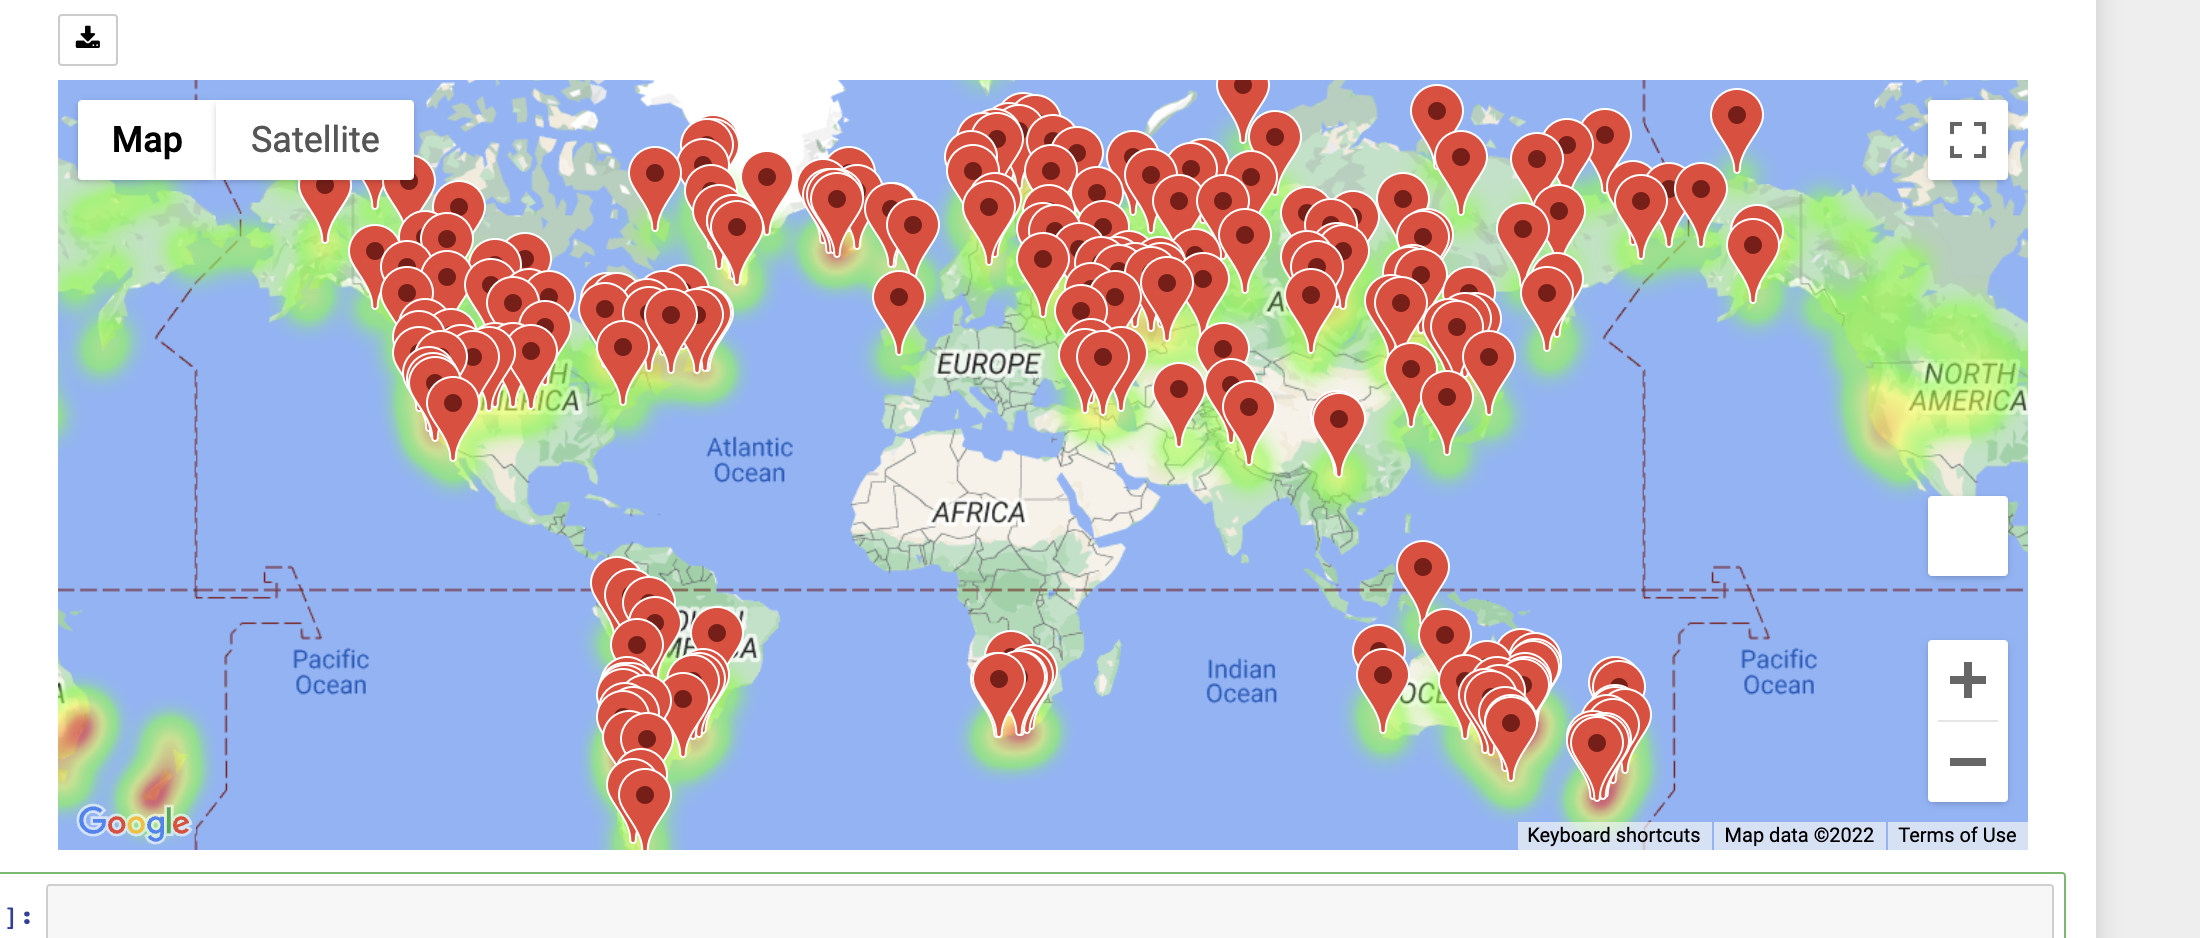 Map
Satellite
A
EUROPE
NORTH
AMERICA
Atlantic
Ocean
AFRICA
Pacific
Ocean
Indian
Ocean
Pacific
Ocean
Google
Keyboard shortcuts
Map data ©2022
Terms of Use
]: